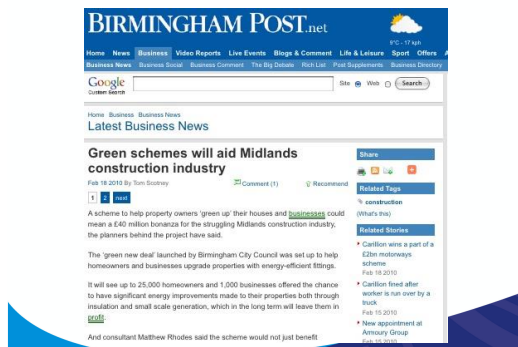 BIRMINGHAM POST.net
9°C - 17 kph
Home News Business Video Reports Live Events Blogs & Comment Life & Leisure Sport Offers A
Business News Business Social Business Comment The Big Debate Rich List Post Supplements Business Directory
Google
Custom Search
Site Web Search
Home Business Business News
Latest Business News
Green schemes will aid Midlands
construction industry
Feb 18 2010 By Tom Scotney
Comment (1) Recommend
1 2 next
A scheme to help property owners 'green up' their houses and businesses could
mean a £40 million bonanza for the struggling Midlands construction industry,
the planners behind the project have said.
The 'green new deal' launched by Birmingham City Council was set up to help
homeowners and businesses upgrade properties with energy-efficient fittings.
It will see up to 25,000 homeowners and 1,000 businesses offered the chance
to have significant energy improvements made to their properties both through
insulation and small scale generation, which in the long term will leave them in
profit.
And consultant Matthew Rhodes said the scheme would not just benefit
Share
Related Tags
construction
(What's this)
Related Stories
Carillion wins a part of a
£2bn motorways
scheme
Feb 18 2010
Carillion fined after
worker is run over by a
truck
Feb 15 2010
New appointment at
Armoury Group
Feb 15 2010